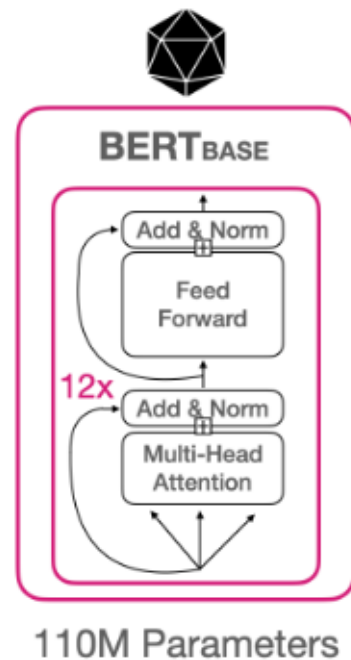 BERTBASE
Add & Norm
Feed
Forward
12x
Add & Norm
Multi-Head
Attention
110M Parameters